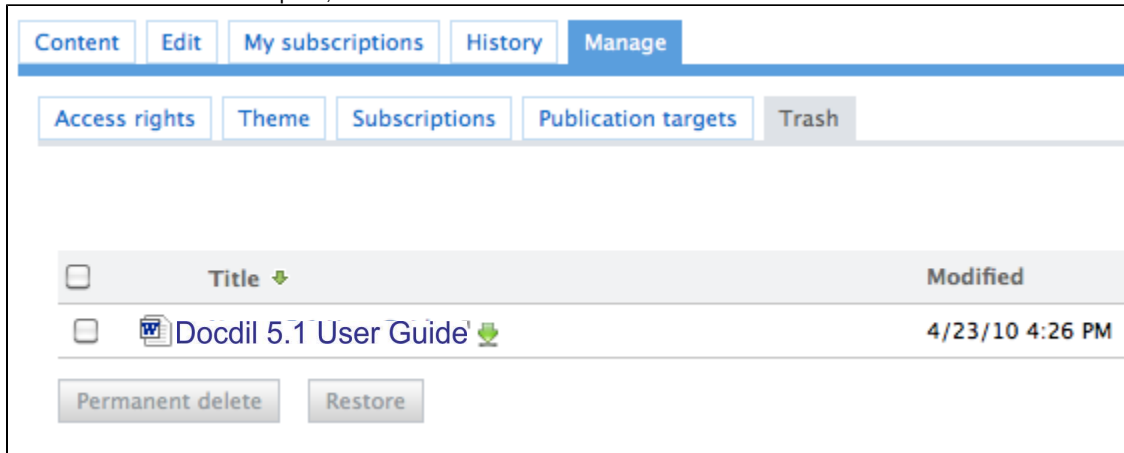 Content Edit My subscriptions History Manage
Access rights Theme Subscriptions Publication targets Trash
Title Modified
Docdil 5.1 User Guide 4/23/10 4:26 PM
Permanent delete Restore